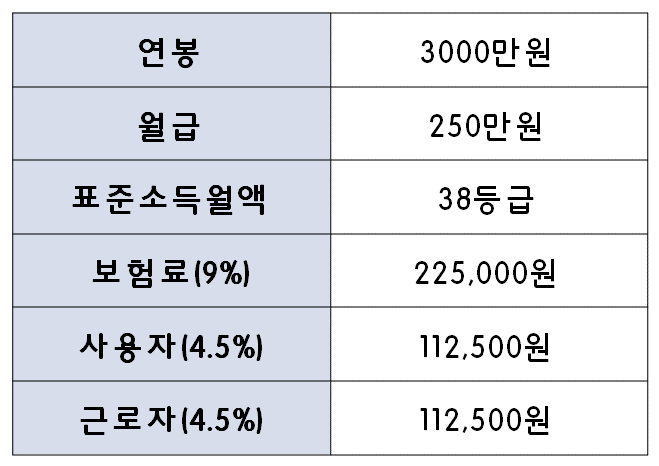 연봉 3000만원
월급 250만원
표준소득월액 38등급
보험료(9%) 225,000원
사용자(4.5%) 112,500원
근로자(4.5%) 112,500원